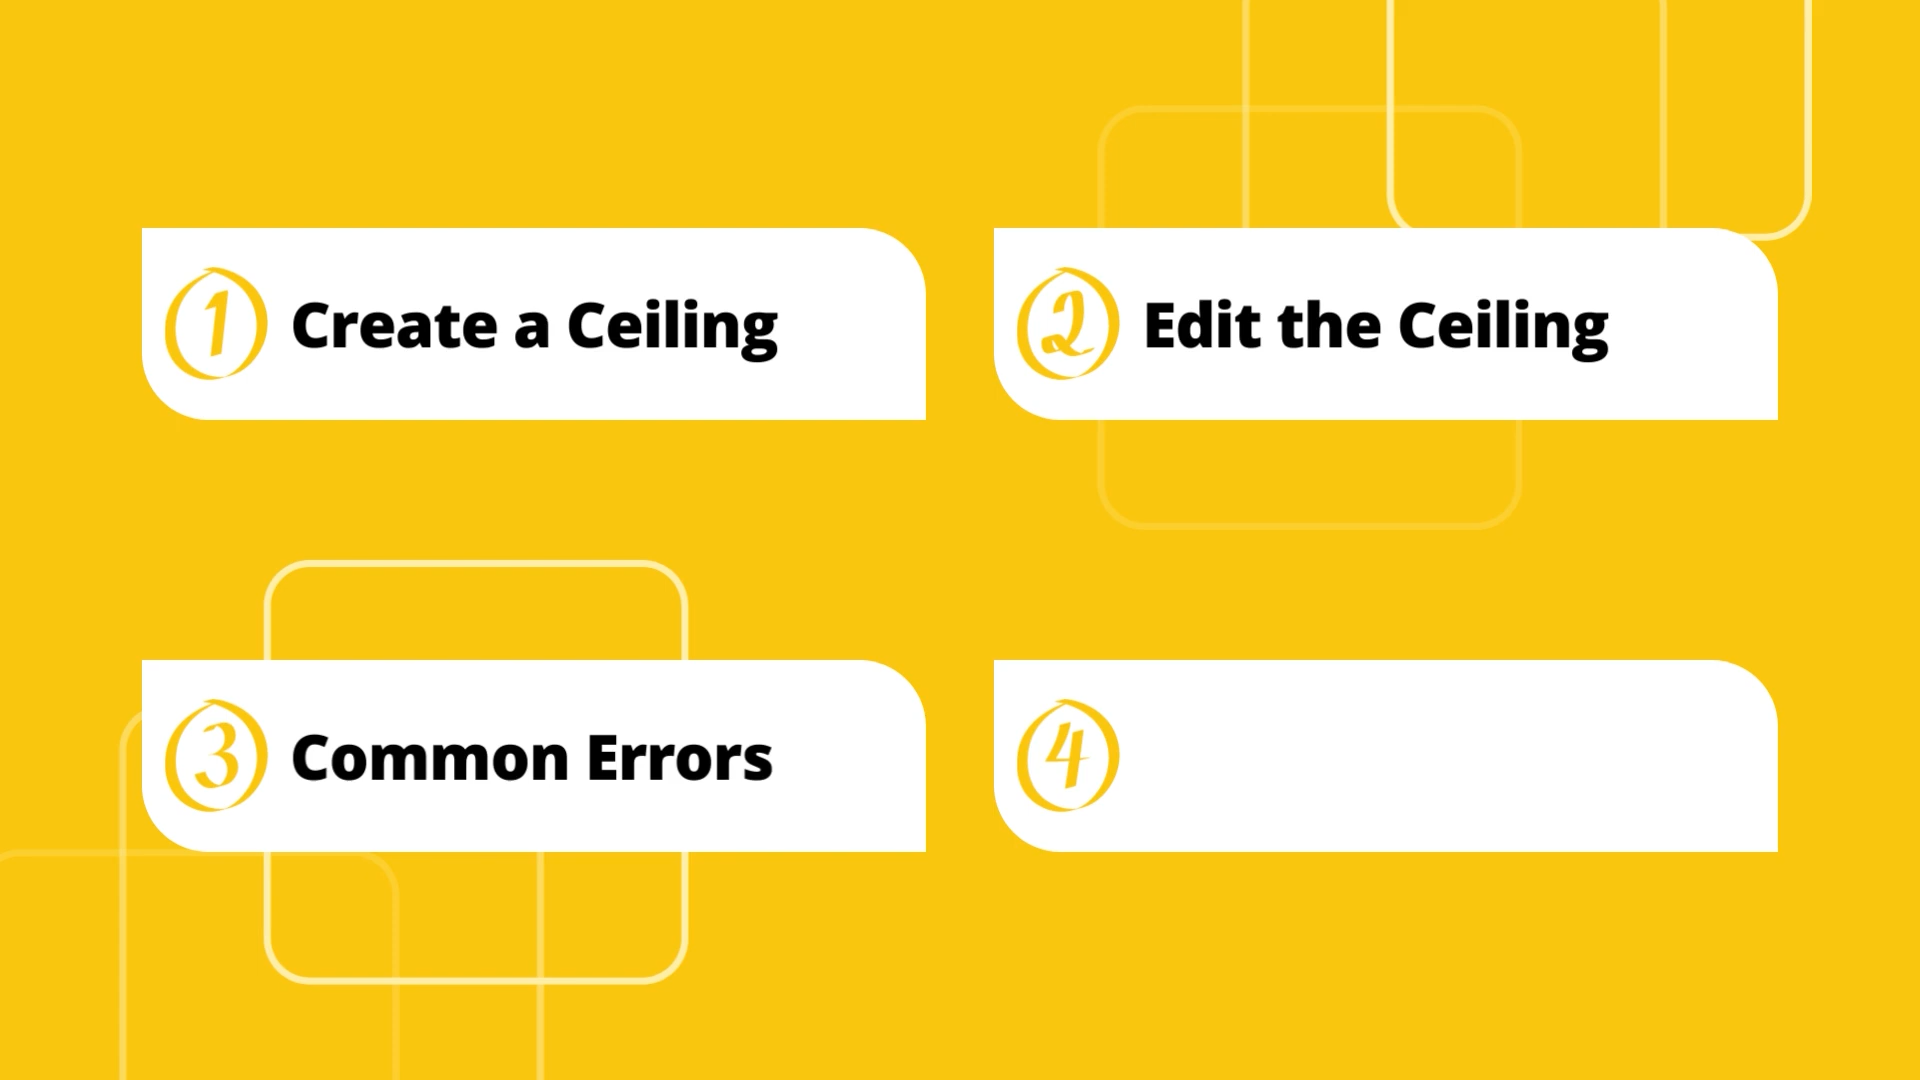 1 Create a Ceiling
2 Edit the Ceiling
3 Common Errors
4